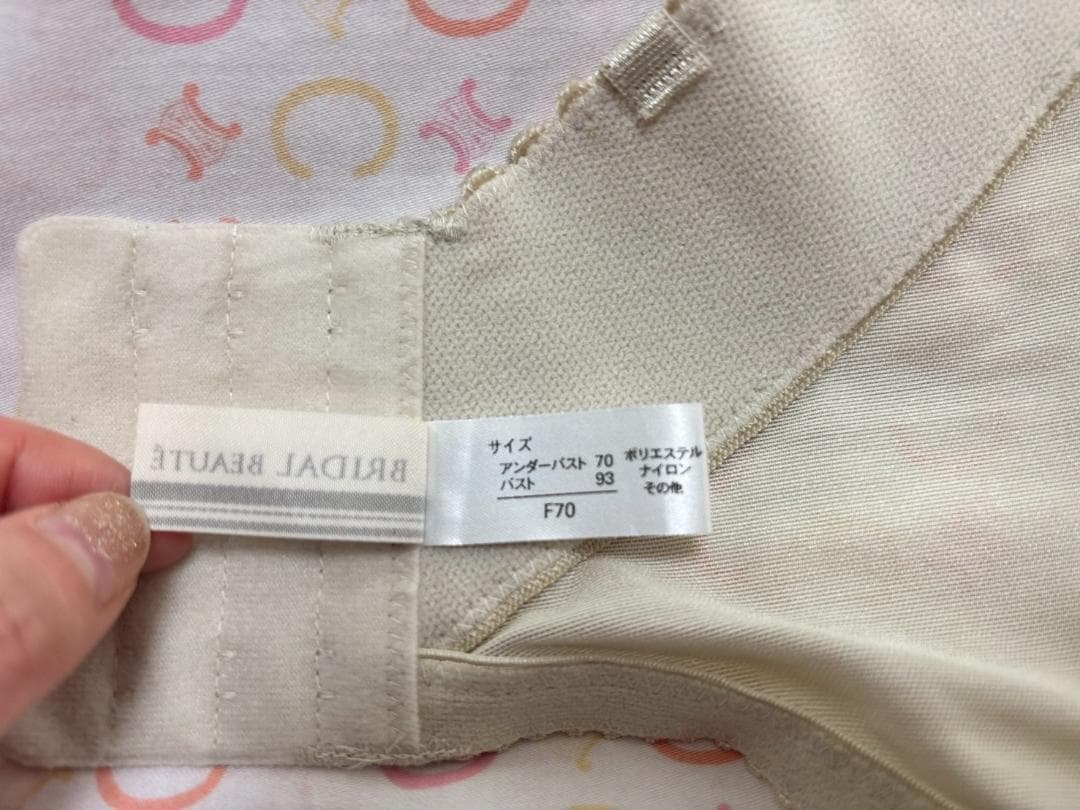 BRIDAL BEAUTÉ
サイズ
アンダーバスト 70
バスト 93
F70
ポリエステル
ナイロン
その他